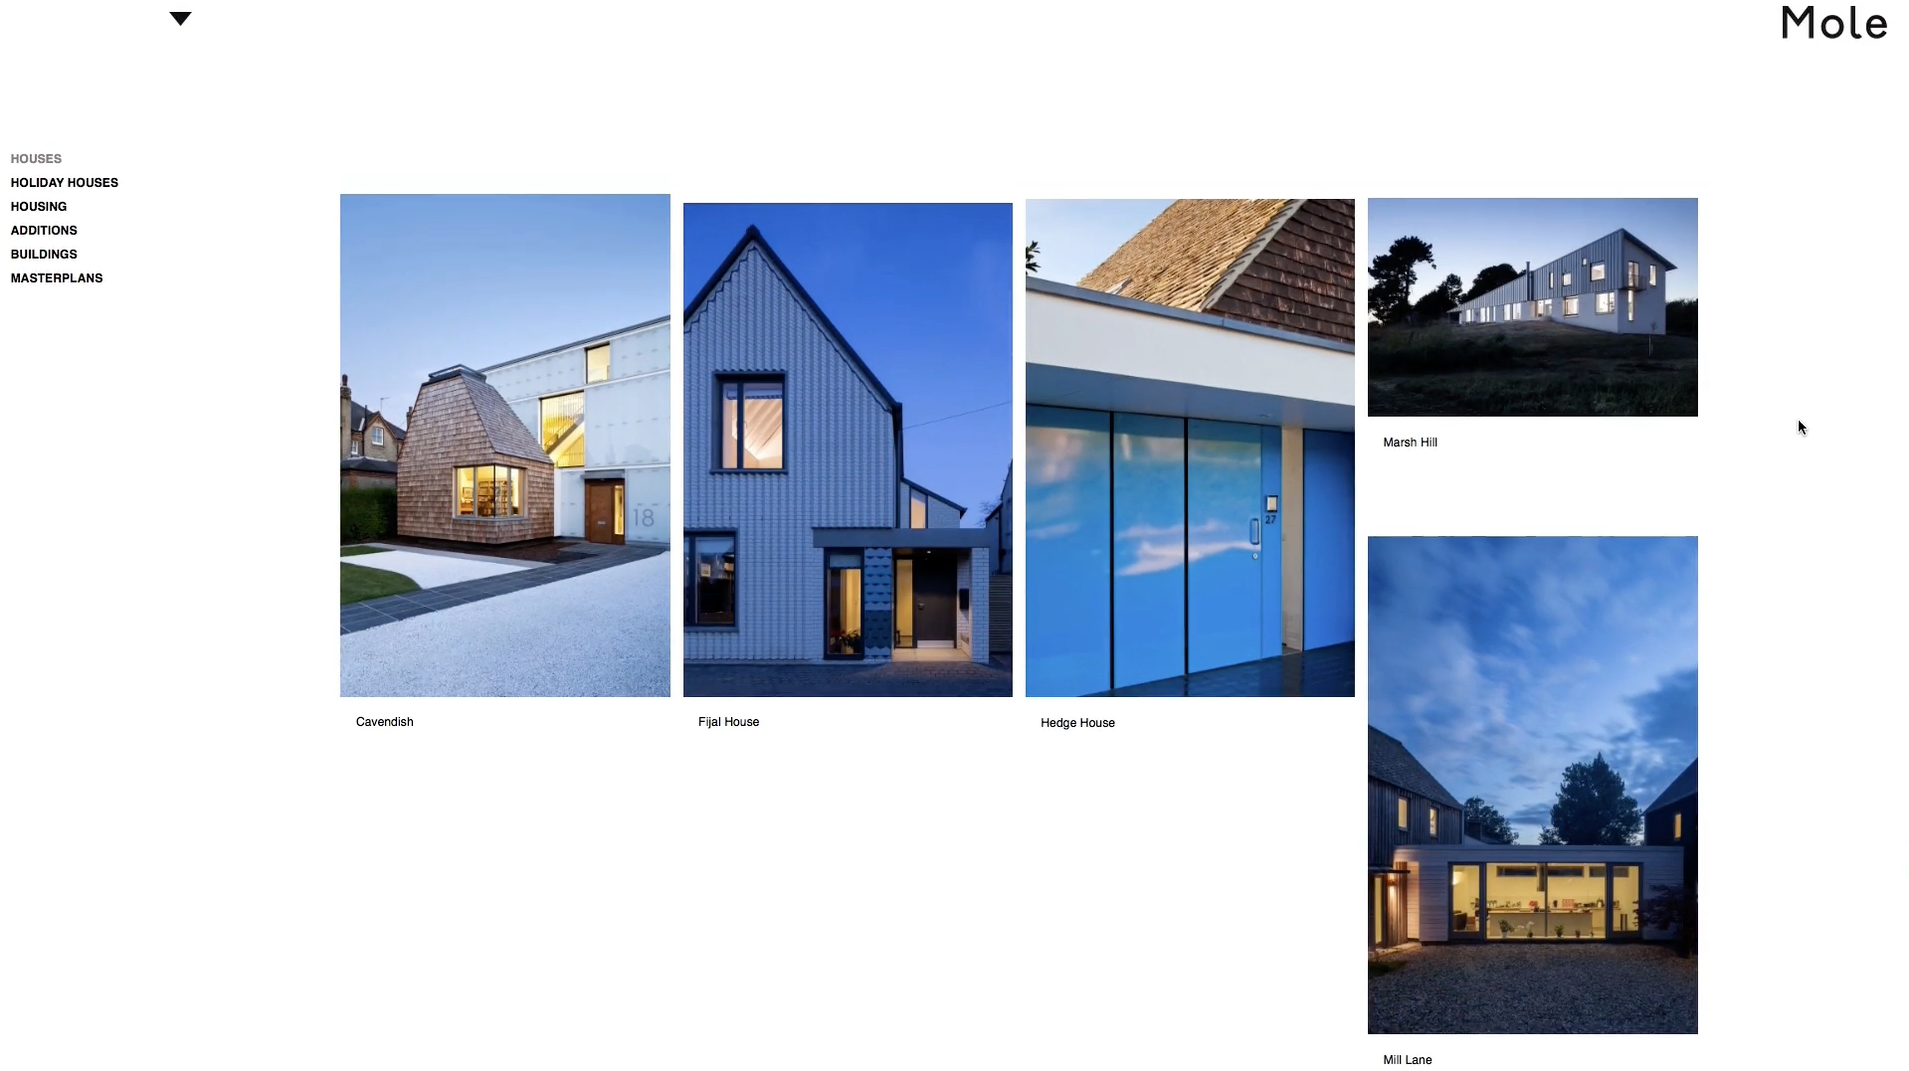 Mole
HOUSES
HOLIDAY HOUSES
HOUSING
ADDITIONS
BUILDINGS
MASTERPLANS
18
27
Marsh Hill
Cavendish
Fijal House
Hedge House
Mill Lane